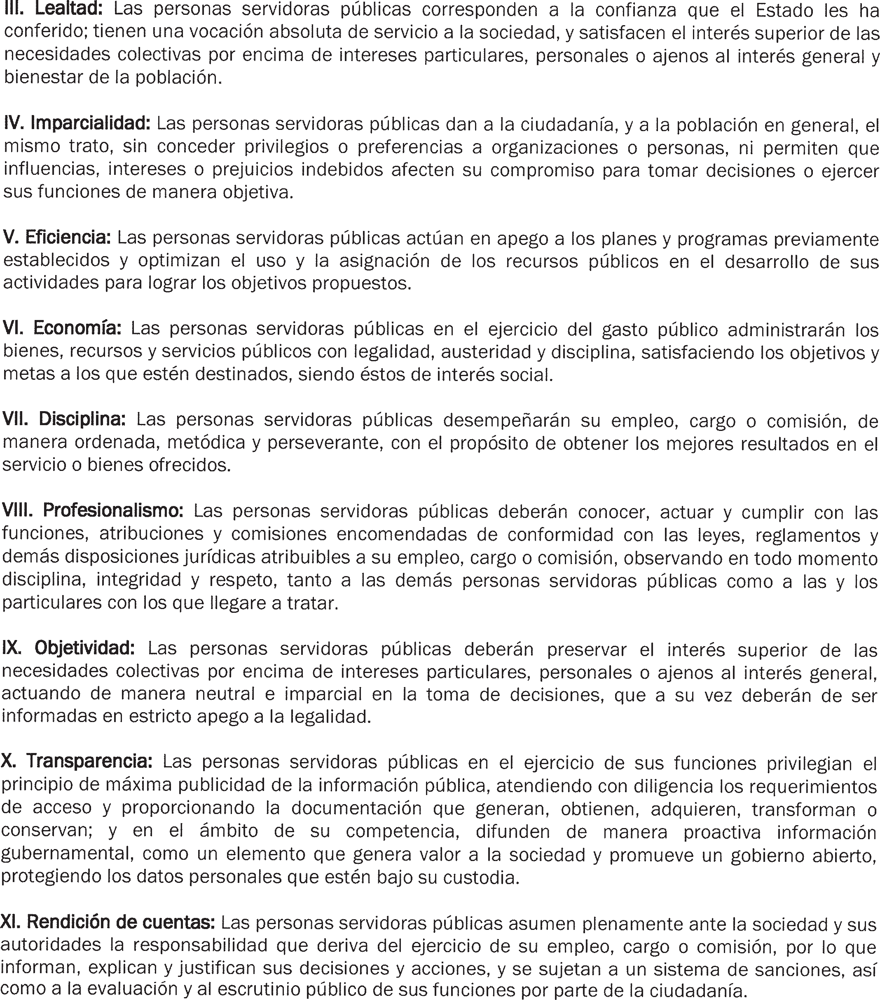 III. Lealtad: Las personas servidoras públicas corresponden a la confianza que el Estado les ha
conferido; tienen una vocación absoluta de servicio a la sociedad, y satisfacen el interés superior de las
necesidades colectivas por encima de intereses particulares, personales o ajenos al interés general y
bienestar de la población.
IV. Imparcialidad: Las personas servidoras públicas dan a la ciudadanía, y a la población en general, el
mismo trato, sin conceder privilegios o preferencias a organizaciones o personas, ni permiten que
influencias, intereses o prejuicios indebidos afecten su compromiso para tomar decisiones o ejercer
sus funciones de manera objetiva.
V. Eficiencia: Las personas servidoras públicas actúan en apego a los planes y programas previamente
establecidos y optimizan el uso y la asignación de los recursos públicos en el desarrollo de sus
actividades para lograr los objetivos propuestos.
VI. Economía: Las personas servidoras públicas en el ejercicio del gasto público administrarán los
bienes, recursos y servicios públicos con legalidad, austeridad y disciplina, satisfaciendo los objetivos y
metas a los que estén destinados, siendo éstos de interés social.
VII. Disciplina: Las personas servidoras públicas desempeñarán su empleo, cargo o comisión, de
manera ordenada, metódica y perseverante, con el propósito de obtener los mejores resultados en el
servicio o bienes ofrecidos.
VIII. Profesionalismo: Las personas servidoras públicas deberán conocer, actuar y cumplir con las
funciones, atribuciones y comisiones encomendadas de conformidad con las leyes, reglamentos y
demás disposiciones jurídicas atribuibles a su empleo, cargo o comisión, observando en todo momento
disciplina, integridad y respeto, tanto a las demás personas servidoras públicas como a las y los
particulares con los que llegare a tratar.
IX. Objetividad: Las personas servidoras públicas deberán preservar el interés superior de las
necesidades colectivas por encima de intereses particulares, personales o ajenos al interés general,
actuando de manera neutral e imparcial en la toma de decisiones, que a su vez deberán de ser
informadas en estricto apego a la legalidad.
X. Transparencia: Las personas servidoras públicas en el ejercicio de sus funciones privilegian el
principio de máxima publicidad de la información pública, atendiendo con diligencia los requerimientos
de acceso y proporcionando la documentación que generan, obtienen, adquieren, transforman o
conservan; y en el ámbito de su competencia, difunden de manera proactiva información
gubernamental, como un elemento que genera valor a la sociedad y promueve un gobierno abierto,
protegiendo los datos personales que estén bajo su custodia.
XI. Rendición de cuentas: Las personas servidoras públicas asumen plenamente ante la sociedad y sus
autoridades la responsabilidad que deriva del ejercicio de su empleo, cargo o comisión, por lo que
informan, explican y justifican sus decisiones y acciones, y se sujetan a un sistema de sanciones, así
como a la evaluación y al escrutinio público de sus funciones por parte de la ciudadanía.